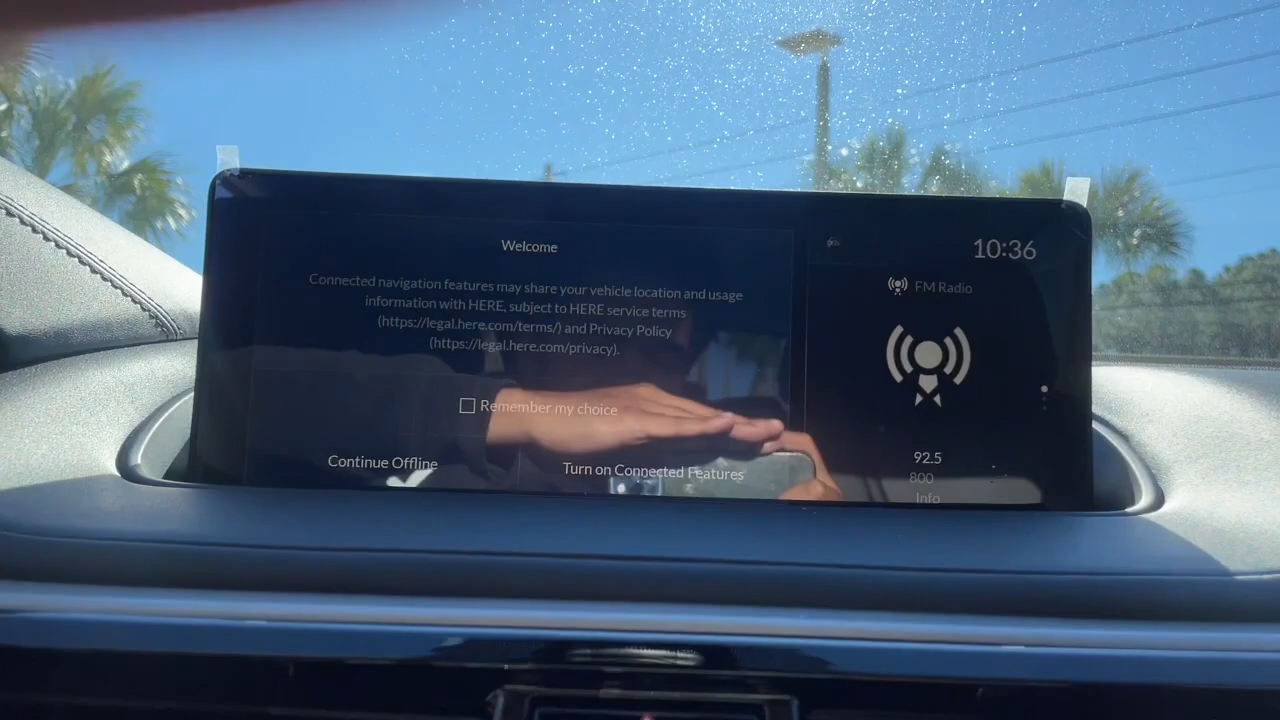 Welcome
Connected navigation features may share your vehicle location and usage
information with HERE, subject to HERE service terms
(https://legal.here.com/terms/) and Privacy Policy
(https://legal.here.com/privacy).
Remember my choice
Continue Offline
Turn on Connected Features
10:36
FM Radio
92.5
800
Info